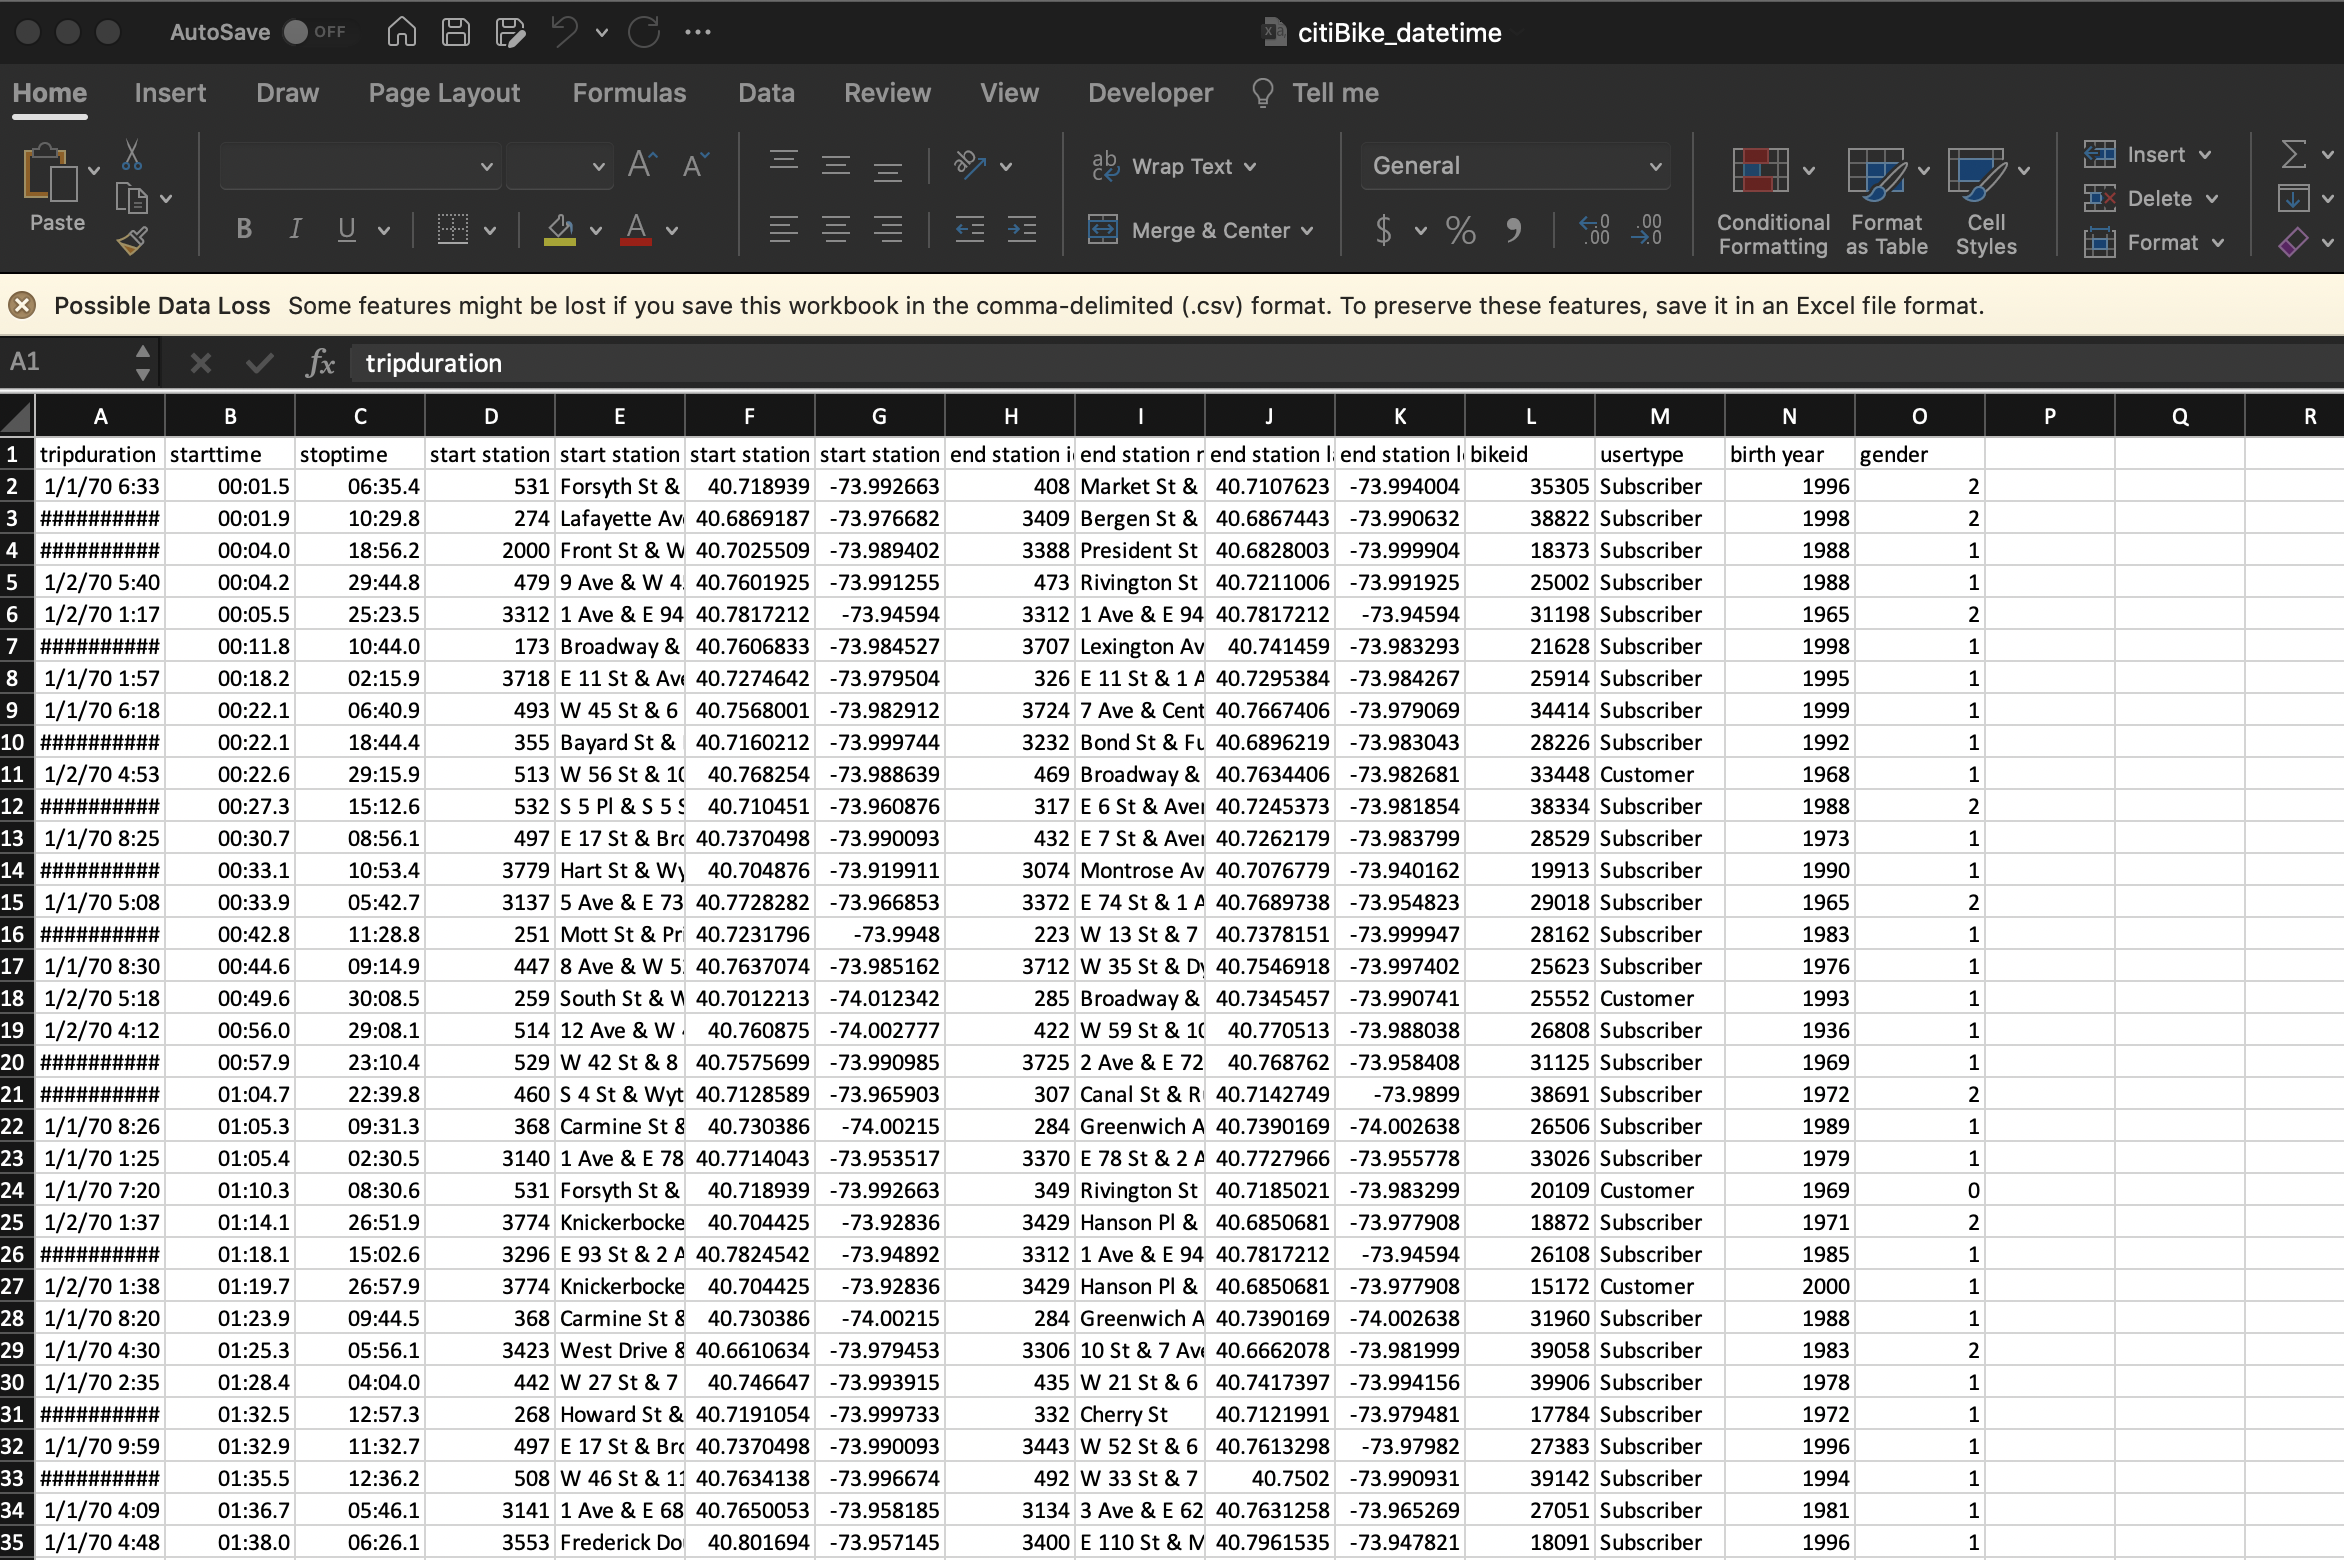 AutoSave OFF citiBike_datetime
Home Insert Draw Page Layout Formulas Data Review View Developer Tell me
Paste Wrap Text General Insert
Delete
B I U Merge & Center $ % Conditional Formatting Format as Table Cell Styles Format
Possible Data Loss Some features might be lost if you save this workbook in the comma-delimited (.csv) format. To preserve these features, save it in an Excel file format.
A1 fx tripduration
A B C D E F G H I J K L M N O P Q R
1 tripduration starttime stoptime start station start station start station start station end station i end station end station end station bikeid usertype birth year gender
2 1/1/70 6:33 00:01.5 06:35.4 531 Forsyth St & 40.718939 -73.992663 408 Market St & 40.7107623 -73.994004 35305 Subscriber 1996 2
3 ########## 00:01.9 10:29.8 274 Lafayette Av 40.6869187 -73.976682 3409 Bergen St & 40.6867443 -73.990632 38822 Subscriber 1998 2
4 ########## 00:04.0 18:56.2 2000 Front St & W 40.7025509 -73.989402 3388 President St 40.6828003 -73.999904 18373 Subscriber 1988 1
5 1/2/70 5:40 00:04.2 29:44.8 479 9 Ave & W 4 40.7601925 -73.991255 473 Rivington St 40.7211006 -73.991925 25002 Subscriber 1988 1
6 1/2/70 1:17 00:05.5 25:23.5 3312 1 Ave & E 94 40.7817212 -73.94594 3312 1 Ave & E 94 40.7817212 -73.94594 31198 Subscriber 1965 2
7 ########## 00:11.8 10:44.0 173 Broadway & 40.7606833 -73.984527 3707 Lexington Av 40.741459 -73.983293 21628 Subscriber 1998 1
8 1/1/70 1:57 00:18.2 02:15.9 3718 E 11 St & Ave 40.7274642 -73.979504 326 E 11 St & 1 A 40.7295384 -73.984267 25914 Subscriber 1995 1
9 1/1/70 6:18 00:22.1 06:40.9 493 W 45 St & 6 40.7568001 -73.982912 3724 7 Ave & Cent 40.7667406 -73.979069 34414 Subscriber 1999 1
10 ########## 00:22.1 18:44.4 355 Bayard St & 40.7160212 -73.999744 3232 Bond St & Fu 40.6896219 -73.983043 28226 Subscriber 1992 1
11 1/2/70 4:53 00:22.6 29:15.9 513 W 56 St & 10 40.768254 -73.988639 469 Broadway & 40.7634406 -73.982681 33448 Customer 1968 1
12 ########## 00:27.3 15:12.6 532 S 5 Pl & S 5 S 40.710451 -73.960876 317 E 6 St & Aven 40.7245373 -73.981854 38334 Subscriber 1988 2
13 1/1/70 8:25 00:30.7 08:56.1 497 E 17 St & Bro 40.7370498 -73.990093 432 E 7 St & Aven 40.7262179 -73.983799 28529 Subscriber 1973 1
14 ########## 00:33.1 10:53.4 3779 Hart St & Wy 40.704876 -73.919911 3074 Montrose Av 40.7076779 -73.940162 19913 Subscriber 1990 1
15 1/1/70 5:08 00:33.9 05:42.7 3137 5 Ave & E 73 40.7728282 -73.966853 3372 E 74 St & 1 A 40.7689738 -73.954823 29018 Subscriber 1965 2
16 ########## 00:42.8 11:28.8 251 Mott St & Pri 40.7231796 -73.9948 223 W 13 St & 7 40.7378151 -73.999947 28162 Subscriber 1983 1
17 1/1/70 8:30 00:44.6 09:14.9 447 8 Ave & W 5 40.7637074 -73.985162 3712 W 35 St & Dy 40.7546918 -73.997402 25623 Subscriber 1976 1
18 1/2/70 5:18 00:49.6 30:08.5 259 South St & W 40.7012213 -74.012342 285 Broadway & 40.7345457 -73.990741 25552 Customer 1993 1
19 1/2/70 4:12 00:56.0 29:08.1 514 12 Ave & W 40.760875 -74.002777 422 W 59 St & 10 40.770513 -73.988038 26808 Subscriber 1936 1
20 ########## 00:57.9 23:10.4 529 W 42 St & 8 40.7575699 -73.990985 3725 2 Ave & E 72 40.768762 -73.958408 31125 Subscriber 1969 1
21 ########## 01:04.7 22:39.8 460 S 4 St & Wyt 40.7128589 -73.965903 307 Canal St & R 40.7142749 -73.9899 38691 Subscriber 1972 2
22 1/1/70 8:26 01:05.3 09:31.3 368 Carmine St & 40.730386 -74.00215 284 Greenwich A 40.7390169 -74.002638 26506 Subscriber 1989 1
23 1/1/70 1:25 01:05.4 02:30.5 3140 1 Ave & E 78 40.7714043 -73.953517 3370 E 78 St & 2 A 40.7727966 -73.955778 33026 Subscriber 1979 1
24 1/1/70 7:20 01:10.3 08:30.6 531 Forsyth St & 40.718939 -73.992663 349 Rivington St 40.7185021 -73.983299 20109 Customer 1969 0
25 1/2/70 1:37 01:14.1 26:51.9 3774 Knickerbocke 40.704425 -73.92836 3429 Hanson Pl & 40.6850681 -73.977908 18872 Subscriber 1971 2
26 ########## 01:18.1 15:02.6 3296 E 93 St & 2 A 40.7824542 -73.94892 3312 1 Ave & E 94 40.7817212 -73.94594 26108 Subscriber 1985 1
27 1/2/70 1:38 01:19.7 26:57.9 3774 Knickerbocke 40.704425 -73.92836 3429 Hanson Pl & 40.6850681 -73.977908 15172 Customer 2000 1
28 1/1/70 8:20 01:23.9 09:44.5 368 Carmine St & 40.730386 -74.00215 284 Greenwich A 40.7390169 -74.002638 31960 Subscriber 1988 1
29 1/1/70 4:30 01:25.3 05:56.1 3423 West Drive & 40.6610634 -73.979453 3306 10 St & 7 Ave 40.6662078 -73.981999 39058 Subscriber 1983 2
30 1/1/70 2:35 01:28.4 04:04.0 442 W 27 St & 7 40.746647 -73.993915 435 W 21 St & 6 40.7417397 -73.994156 39906 Subscriber 1978 1
31 ########## 01:32.5 12:57.3 268 Howard St & 40.7191054 -73.999733 332 Cherry St 40.7121991 -73.979481 17784 Subscriber 1972 1
32 1/1/70 9:59 01:32.9 11:32.7 497 E 17 St & Bro 40.7370498 -73.990093 3443 W 52 St & 6 40.7613298 -73.97982 27383 Subscriber 1996 1
33 ########## 01:35.5 12:36.2 508 W 46 St & 11 40.7634138 -73.996674 492 W 33 St & 7 40.7502 -73.990931 39142 Subscriber 1994 1
34 1/1/70 4:09 01:36.7 05:46.1 3141 1 Ave & E 68 40.7650053 -73.958185 3134 3 Ave & E 62 40.7631258 -73.965269 27051 Subscriber 1981 1
35 1/1/70 4:48 01:38.0 06:26.1 3553 Frederick Do 40.801694 -73.957145 3400 E 110 St & M 40.7961535 -73.947821 18091 Subscriber 1996 1